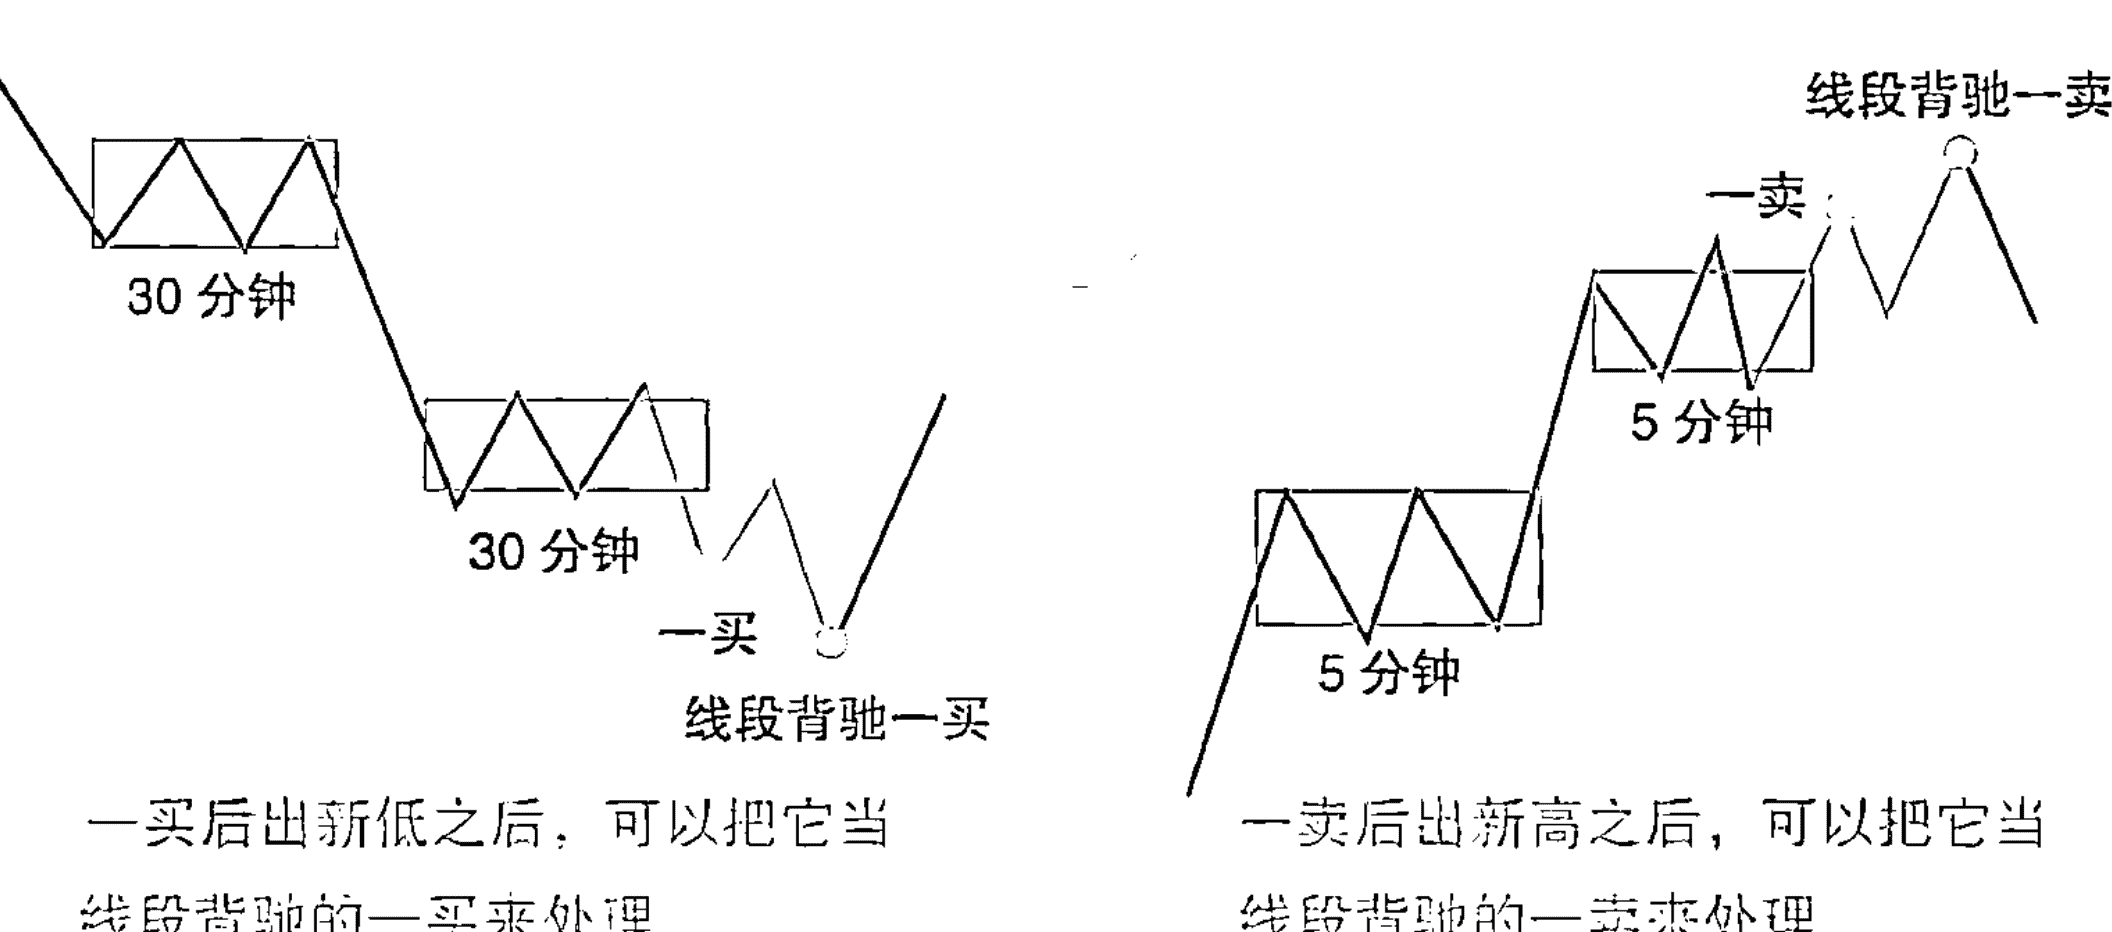 30 分钟
30 分钟
一买
线段背驰一买
一买后出新低之后，可以把它当
线段背驰的一买来处理
线段背驰一卖
一卖
5 分钟
5 分钟
一卖后出新高之后，可以把它当
线段背驰的一卖来处理